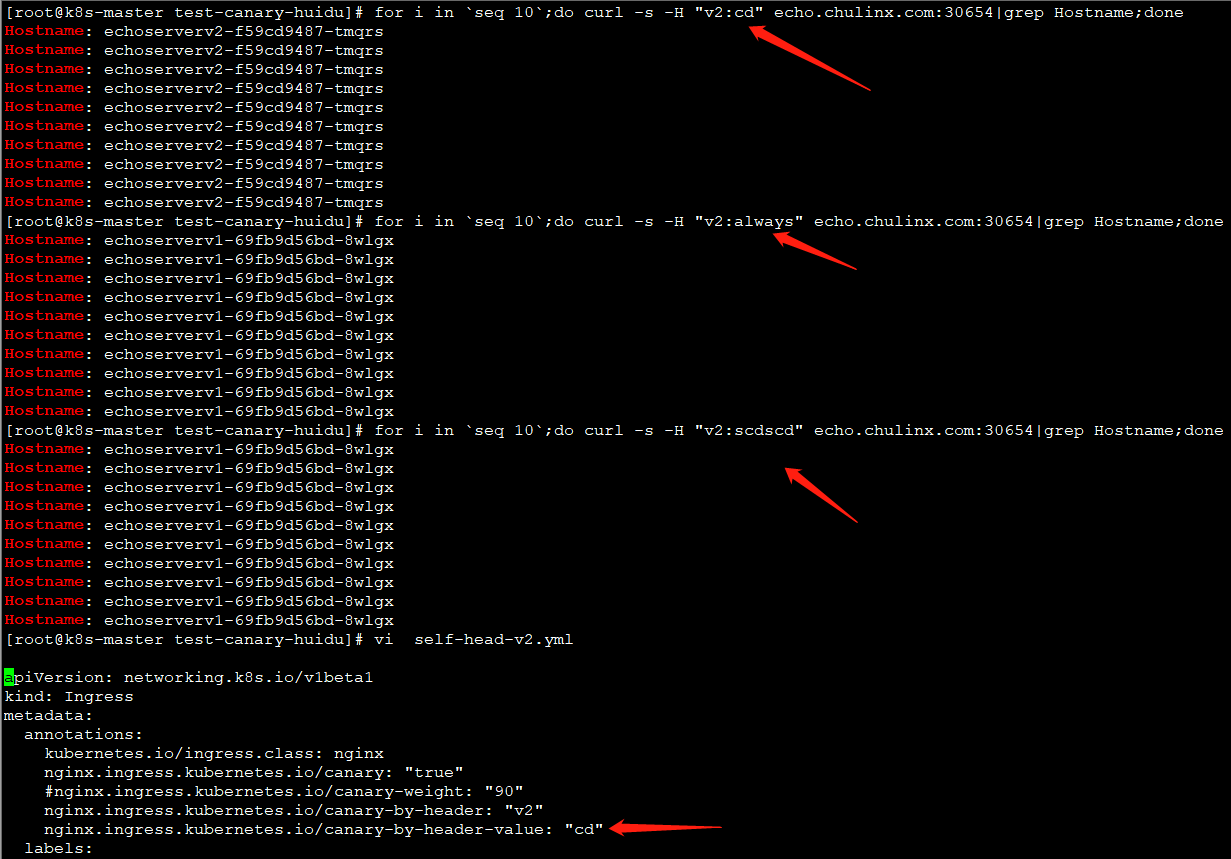 [root@k8s-master test-canary-huidu]# for i in `seq 10`;do curl -s -H "v2:cd" echo.chulinx.com:30654|grep Hostname;done
Hostname: echoserverv2-f59cd9487-tmqrs
Hostname: echoserverv2-f59cd9487-tmqrs
Hostname: echoserverv2-f59cd9487-tmqrs
Hostname: echoserverv2-f59cd9487-tmqrs
Hostname: echoserverv2-f59cd9487-tmqrs
Hostname: echoserverv2-f59cd9487-tmqrs
Hostname: echoserverv2-f59cd9487-tmqrs
Hostname: echoserverv2-f59cd9487-tmqrs
Hostname: echoserverv2-f59cd9487-tmqrs
Hostname: echoserverv2-f59cd9487-tmqrs
[root@k8s-master test-canary-huidu]# for i in `seq 10`;do curl -s -H "v2:always" echo.chulinx.com:30654|grep Hostname;done
Hostname: echoserverv1-69fb9d56bd-8wlgx
Hostname: echoserverv1-69fb9d56bd-8wlgx
Hostname: echoserverv1-69fb9d56bd-8wlgx
Hostname: echoserverv1-69fb9d56bd-8wlgx
Hostname: echoserverv1-69fb9d56bd-8wlgx
Hostname: echoserverv1-69fb9d56bd-8wlgx
Hostname: echoserverv1-69fb9d56bd-8wlgx
Hostname: echoserverv1-69fb9d56bd-8wlgx
Hostname: echoserverv1-69fb9d56bd-8wlgx
Hostname: echoserverv1-69fb9d56bd-8wlgx
[root@k8s-master test-canary-huidu]# for i in `seq 10`;do curl -s -H "v2:scdscd" echo.chulinx.com:30654|grep Hostname;done
Hostname: echoserverv1-69fb9d56bd-8wlgx
Hostname: echoserverv1-69fb9d56bd-8wlgx
Hostname: echoserverv1-69fb9d56bd-8wlgx
Hostname: echoserverv1-69fb9d56bd-8wlgx
Hostname: echoserverv1-69fb9d56bd-8wlgx
Hostname: echoserverv1-69fb9d56bd-8wlgx
Hostname: echoserverv1-69fb9d56bd-8wlgx
Hostname: echoserverv1-69fb9d56bd-8wlgx
Hostname: echoserverv1-69fb9d56bd-8wlgx
Hostname: echoserverv1-69fb9d56bd-8wlgx
[root@k8s-master test-canary-huidu]# vi  self-head-v2.yml
apiVersion: networking.k8s.io/v1beta1
kind: Ingress
metadata:
  annotations:
    kubernetes.io/ingress.class: nginx
    nginx.ingress.kubernetes.io/canary: "true"
    #nginx.ingress.kubernetes.io/canary-weight: "90"
    nginx.ingress.kubernetes.io/canary-by-header: "v2"
    nginx.ingress.kubernetes.io/canary-by-header-value: "cd"
  labels: